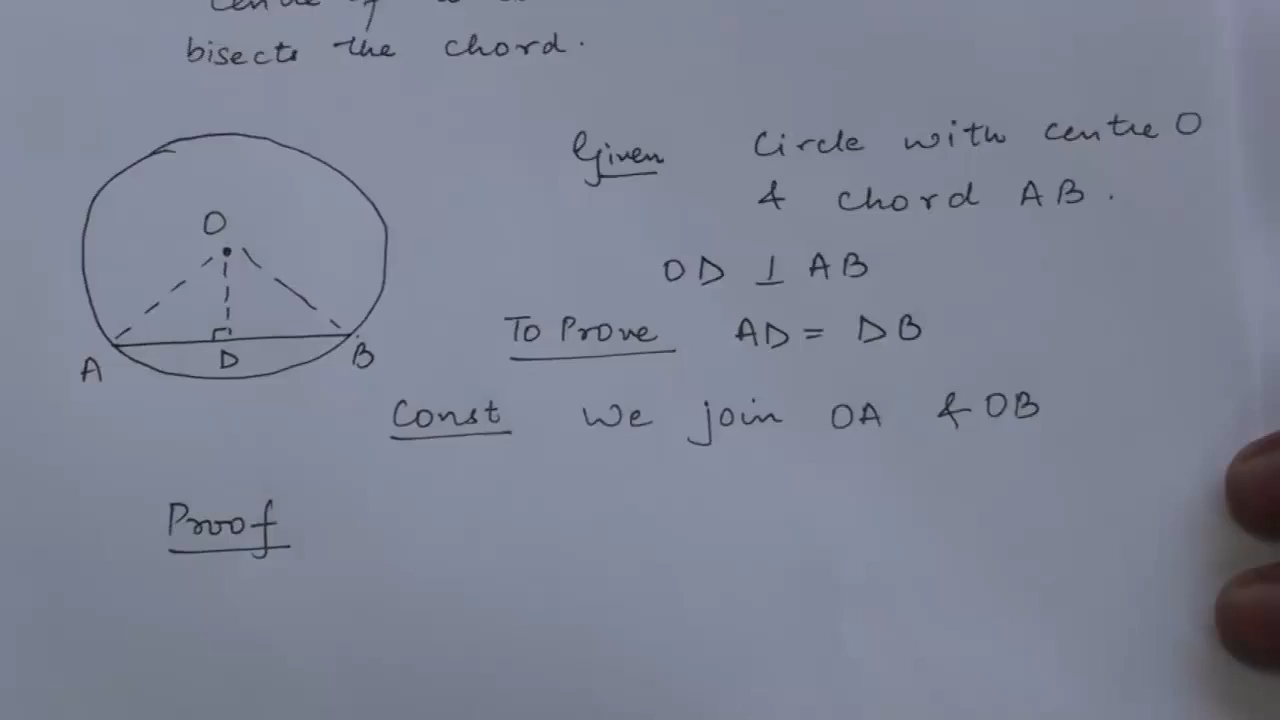 bisects the chord.
Given Circle with centre O
& chord AB.
OD ⊥ AB
To Prove AD = DB
Const We join OA & OB
Proof
O
A D B